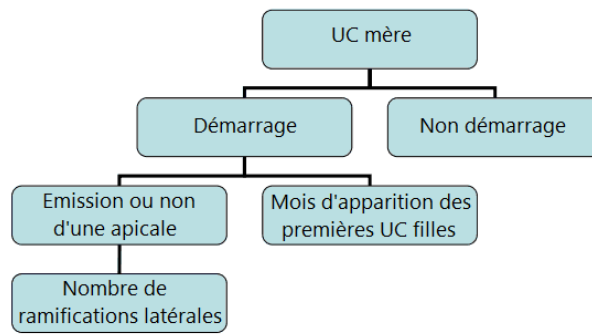 UC mère
Démarrage
Non démarrage
Emission ou non
d'une apicale
Mois d'apparition des
premières UC filles
Nombre de
ramifications latérales